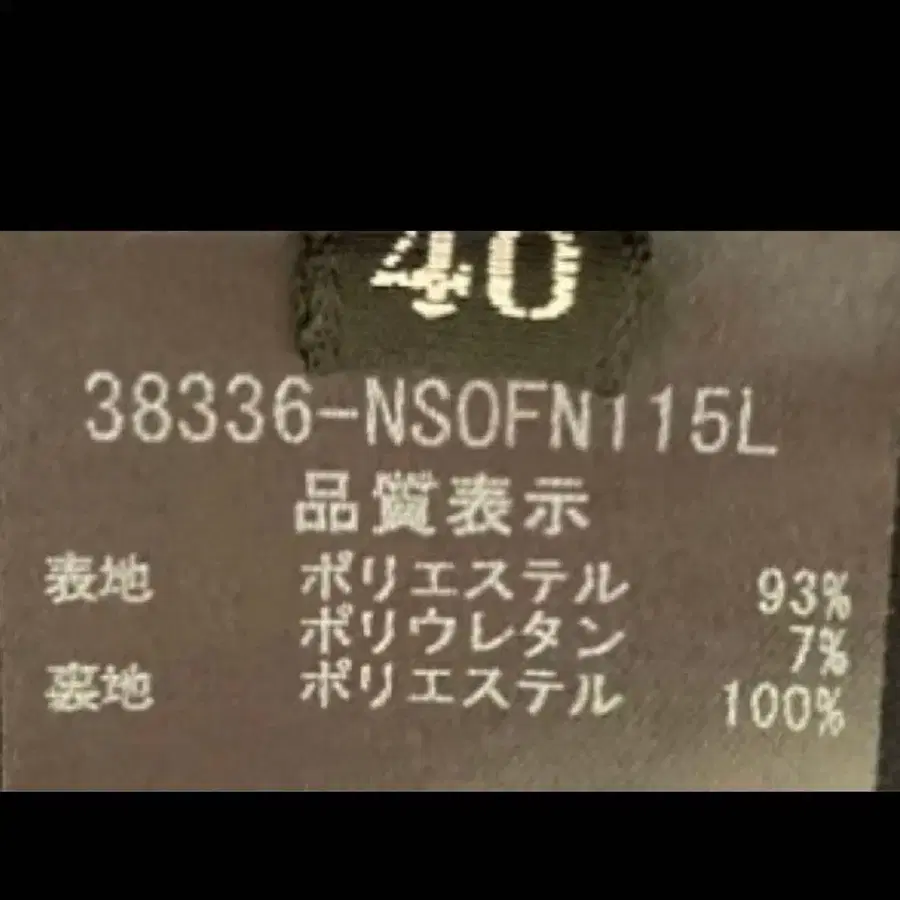 40
38336-NSOFN115L
品質表示
表地 ポリエステル 93%
ポリウレタン 7%
裏地 ポリエステル 100%